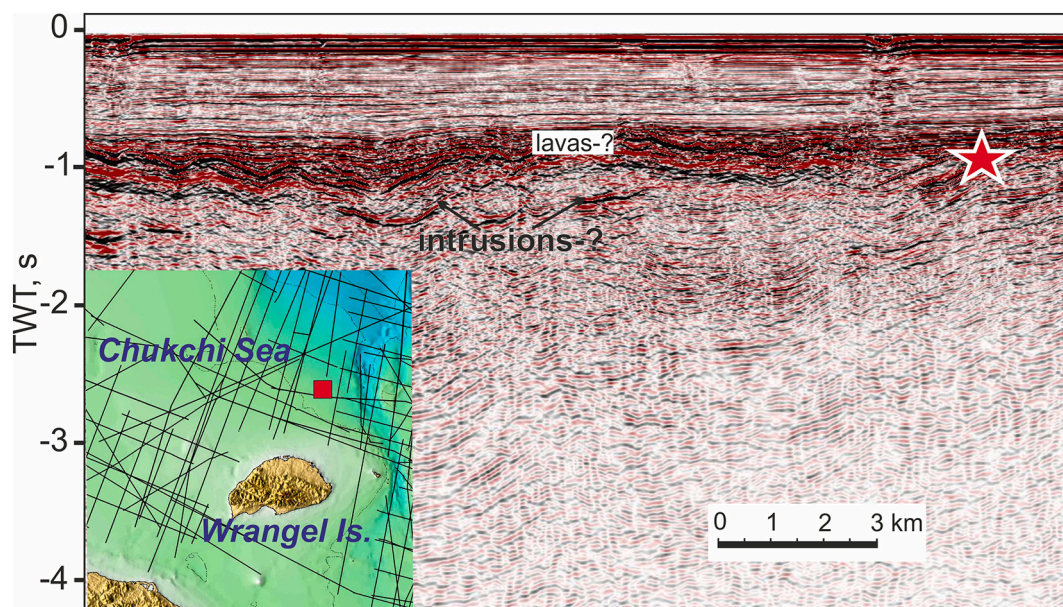 0
lavas-?
-1
intrusions-?
TWT, s
-2
Chukchi Sea
-3
Wrangel Is.
0 1 2 3 km
-4